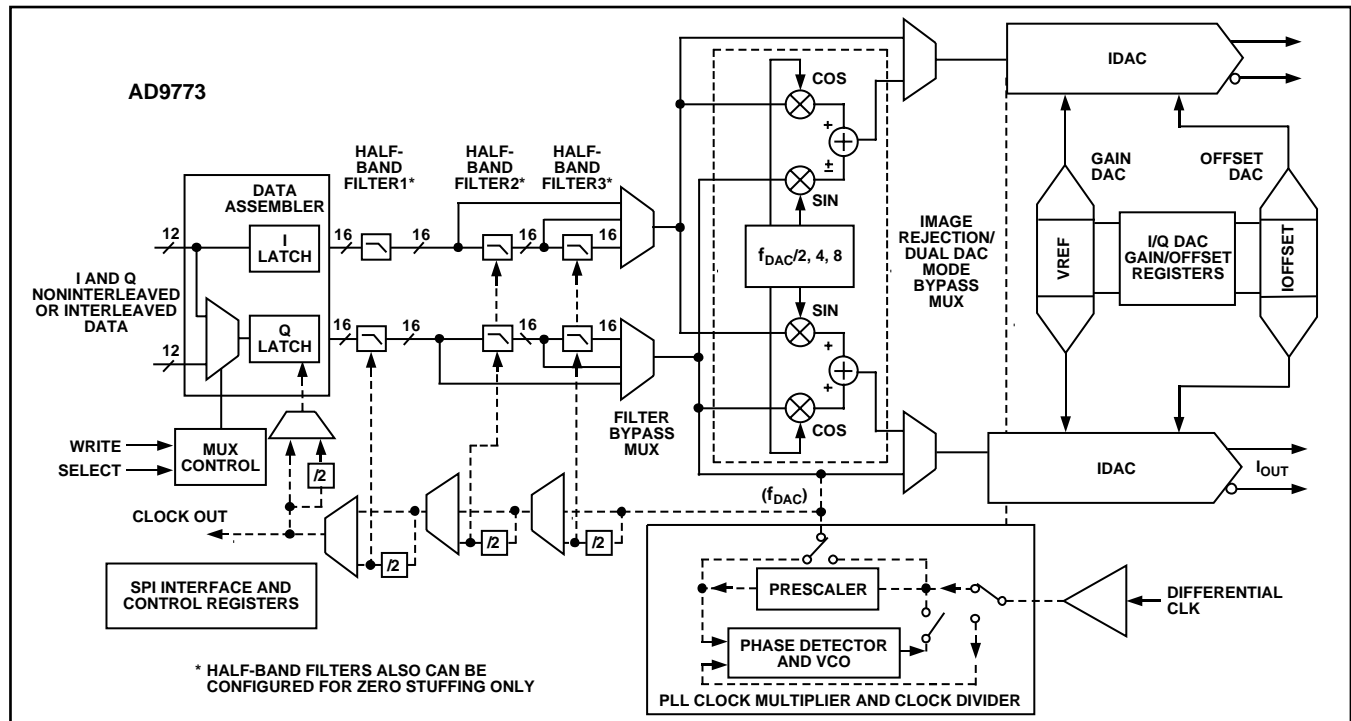 AD9773
HALF-
BAND
FILTER1*
HALF-
BAND
FILTER2*
HALF-
BAND
FILTER3*
DATA
ASSEMBLER
12
I
LATCH
16
16
16
16
I AND Q
NONINTERLEAVED
OR INTERLEAVED
DATA
12
Q
LATCH
16
16
16
16
WRITE
SELECT
MUX
CONTROL
/2
CLOCK OUT
/2
/2
/2
FILTER
BYPASS
MUX
SPI INTERFACE AND
CONTROL REGISTERS
* HALF-BAND FILTERS ALSO CAN BE
CONFIGURED FOR ZERO STUFFING ONLY
COS
+
±
SIN
fDAC/2, 4, 8
SIN
+
+
COS
(fDAC)
IMAGE
REJECTION/
DUAL DAC
MODE
BYPASS
MUX
IDAC
GAIN
DAC
OFFSET
DAC
VREF
I/Q DAC
GAIN/OFFSET
REGISTERS
IOFFSET
IDAC
IOUT
PRESCALER
PHASE DETECTOR
AND VCO
PLL CLOCK MULTIPLIER AND CLOCK DIVIDER
DIFFERENTIAL
CLK